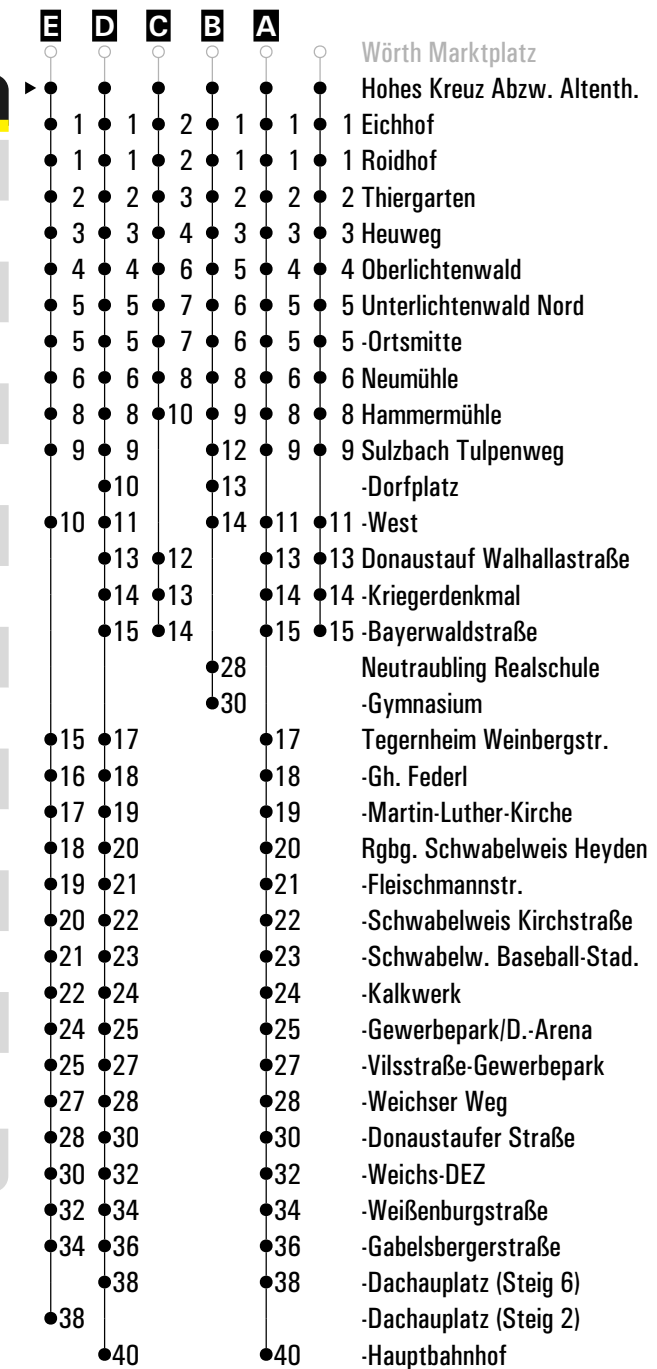 E D C B A
Wörth Marktplatz
Hohes Kreuz Abzw. Altenth.
1 1 2 1 1 1 Eichhof
1 1 2 1 1 1 Roidhof
2 2 3 2 2 2 Thiergarten
3 3 4 3 3 3 Heuweg
4 4 6 5 4 4 Oberlichtenwald
5 5 7 6 5 5 Unterlichtenwald Nord
5 5 7 6 5 5 -Ortsmitte
6 6 8 8 6 6 Neumühle
8 8 10 9 8 8 Hammermühle
9 9 12 9 9 Sulzbach Tulpenweg
10 13 -Dorfplatz
10 11 14 11 11 -West
13 12 13 13 Donaustauf Walhallastraße
14 13 14 14 -Kriegerdenkmal
15 14 15 15 -Bayerwaldstraße
28 Neutraubling Realschule
30 -Gymnasium
15 17 17 Tegernheim Weinbergstr.
16 18 18 -Gh. Federl
17 19 19 -Martin-Luther-Kirche
18 20 20 Rgbg. Schwabelweis Heyden
19 21 21 -Fleischmannstr.
20 22 22 -Schwabelweis Kirchstraße
21 23 23 -Schwabelw. Baseball-Stad.
22 24 24 -Kalkwerk
24 25 25 -Gewerbepark/D.-Arena
25 27 27 -Vilsstraße-Gewerbepark
27 28 28 -Weichser Weg
28 30 30 -Donaustaufer Straße
30 32 32 -Weichs-DEZ
32 34 34 -Weißenburgstraße
34 36 36 -Gabelsbergerstraße
38 38 -Dachauplatz (Steig 6)
38 -Dachauplatz (Steig 2)
40 40 -Hauptbahnhof